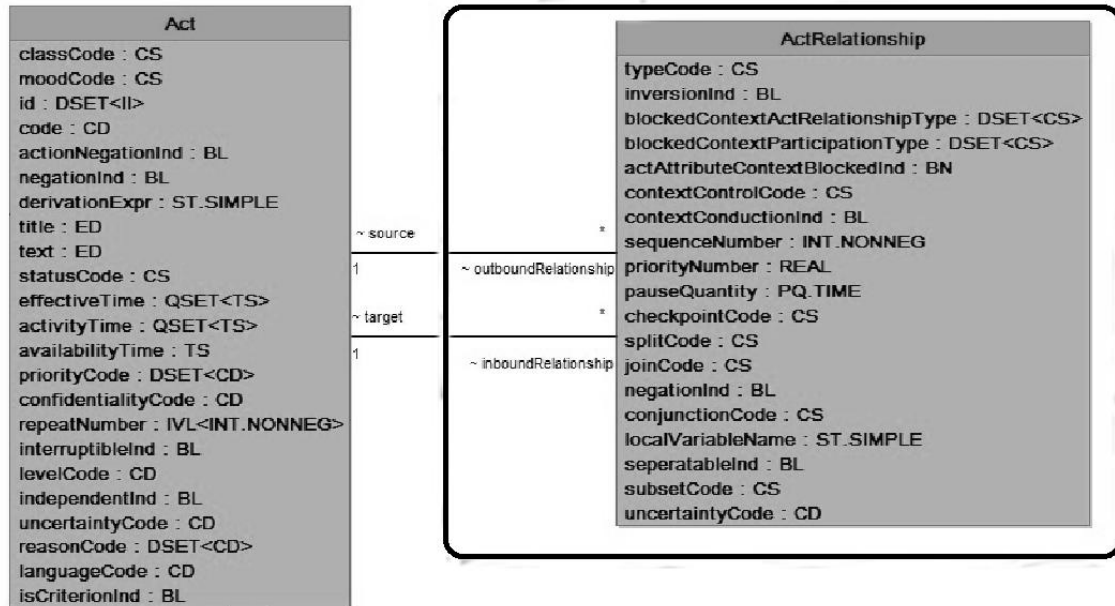 Act
classCode : CS
moodCode : CS
id : DSET<II>
code : CD
actionNegationInd : BL
negationInd : BL
derivationExpr : ST.SIMPLE
title : ED
text : ED
statusCode : CS
effectiveTime : QSET<TS>
activityTime : QSET<TS>
availabilityTime : TS
priorityCode : DSET<CD>
confidentialityCode : CD
repeatNumber : IVL<INT.NONNEG>
interruptibleInd : BL
levelCode : CD
independentInd : BL
uncertaintyCode : CD
reasonCode : DSET<CD>
languageCode : CD
isCriterionInd : BL
~ source
*
1
~ outboundRelationship
~ target
*
1
~ inboundRelationship
ActRelationship
typeCode : CS
inversionInd : BL
blockedContextActRelationshipType : DSET<CS>
blockedContextParticipationType : DSET<CS>
actAttributeContextBlockedInd : BN
contextControlCode : CS
contextConductionInd : BL
sequenceNumber : INT.NONNEG
priorityNumber : REAL
pauseQuantity : PQ.TIME
checkpointCode : CS
splitCode : CS
joinCode : CS
negationInd : BL
conjunctionCode : CS
localVariableName : ST.SIMPLE
seperatableInd : BL
subsetCode : CS
uncertaintyCode : CD